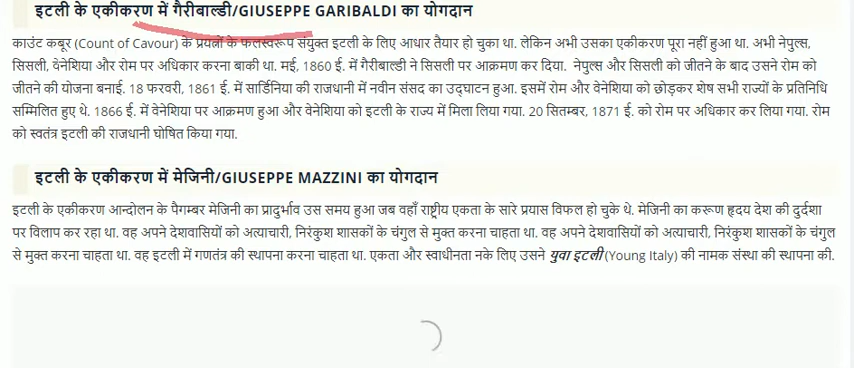 इटली के एकीकरण में गैरीबाल्डी/GIUSEPPE GARIBALDI का योगदान
काउंट कबूर (Count of Cavour) के प्रयत्नों के फलस्वरूप संयुक्त इटली के लिए आधार तैयार हो चुका था. लेकिन अभी उसका एकीकरण पूरा नहीं हुआ था. अभी नेपुल्स,
सिसली, वेनेशिया और रोम पर अधिकार करना बाकी था. मई, 1860 ई. में गैरीबाल्डी ने सिसली पर आक्रमण कर दिया. नेपुल्स और सिसली को जीतने के बाद उसने रोम को
जीतने की योजना बनाई. 18 फरवरी, 1861 ई. में सार्डिनिया की राजधानी में नवीन संसद का उद्घाटन हुआ. इसमें रोम और वेनेशिया को छोड़कर शेष सभी राज्यों के प्रतिनिधि
सम्मिलित हुए थे. 1866 ई. में वेनेशिया पर आक्रमण हुआ और वेनेशिया को इटली के राज्य में मिला लिया गया. 20 सितम्बर, 1871 ई. को रोम पर अधिकार कर लिया गया. रोम
को स्वतंत्र इटली की राजधानी घोषित किया गया.
इटली के एकीकरण में मेजिनी/GIUSEPPE MAZZINI का योगदान
इटली के एकीकरण आन्दोलन के पैगम्बर मेजिनी का प्रादुर्भाव उस समय हुआ जब वहाँ राष्ट्रीय एकता के सारे प्रयास विफल हो चुके थे. मेजिनी का करूण हृदय देश की दुर्दशा
पर विलाप कर रहा था. वह अपने देशवासियों को अत्याचारी, निरंकुश शासकों के चंगुल से मुक्त करना चाहता था. वह अपने देशवासियों को अत्याचारी, निरंकुश शासकों के चंगुल
से मुक्त करना चाहता था. वह इटली में गणतंत्र की स्थापना करना चाहता था. एकता और स्वाधीनता नके लिए उसने युवा इटली (Young Italy) की नामक संस्था की स्थापना की.